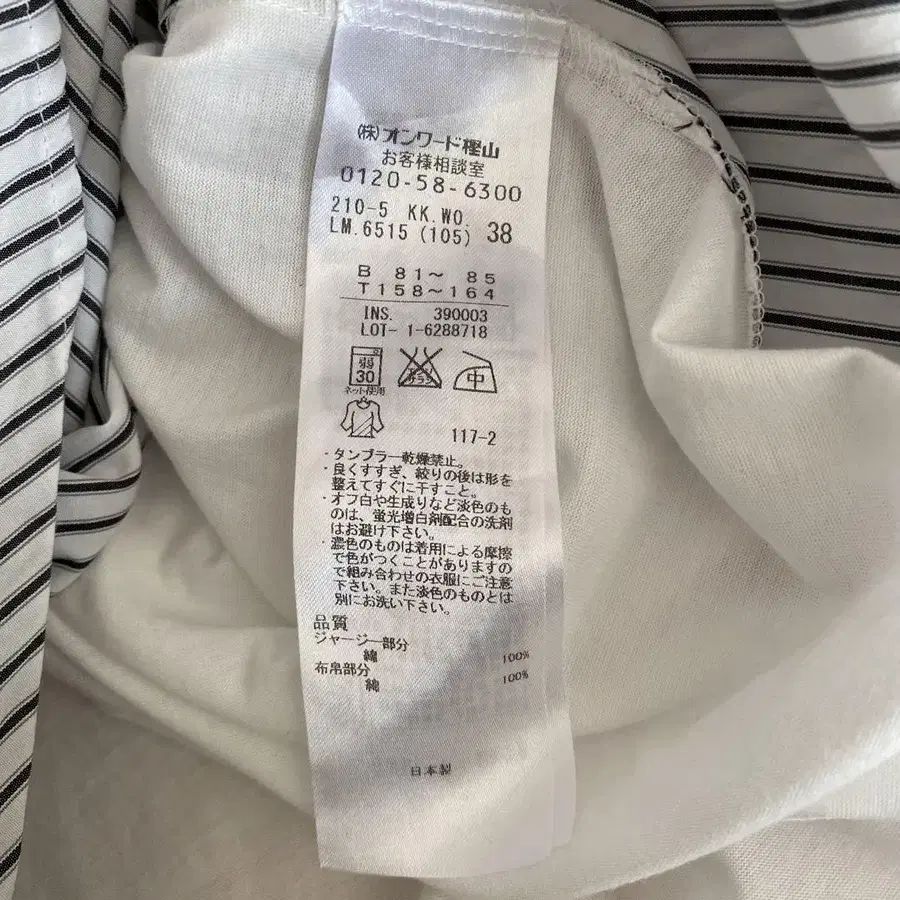 (株)オンワード樫山
お客様相談室
0120-58-6300
210-5 KK.WO.
LM.6515 (105) 38
B 81～ 85
T158～164
INS. 390003
LOT- 1-6288718
弱
30
中
ネット使用
117-2
・タンブラー乾燥禁止。
・良くすすぎ、絞りの後は形を
整えてすぐに干すこと。
・オフ白や生成りなど淡色のも
のは、蛍光増白剤配合の洗剤
はお避け下さい。
・濃色のものは着用による摩擦
で色がつくことがありますの
で組み合わせの衣服にご注意
下さい。また淡色のものとは
別にお洗い下さい。
品質
ジャージー部分
綿 100%
布帛部分
綿 100%
日本製